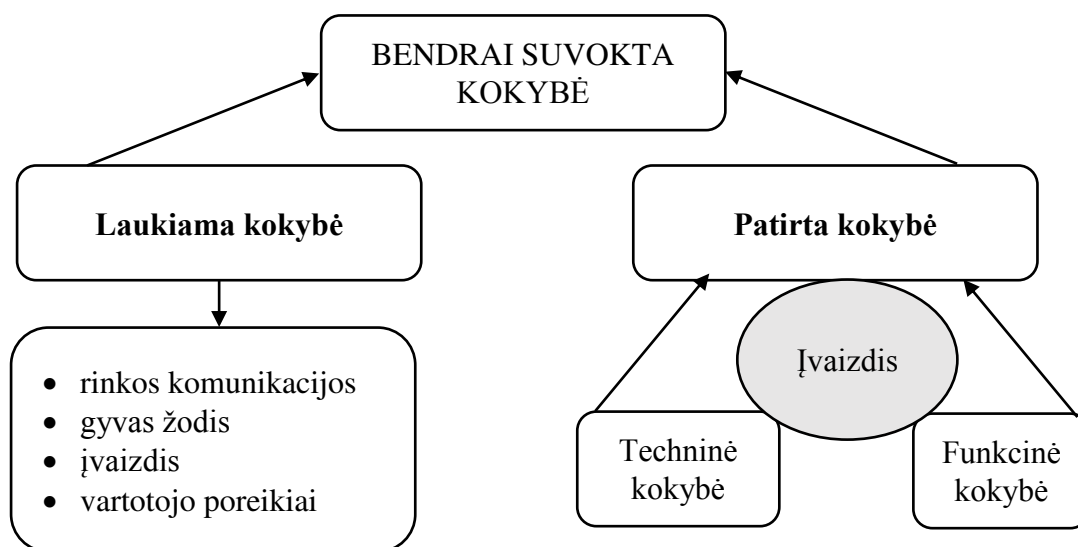 BENDRAI SUVOKTA
KOKYBĖ
Laukiama kokybė
Patirta kokybė
• rinkos komunikacijos
• gyvas žodis
• įvaizdis
• vartotojo poreikiai
Įvaizdis
Techninė
kokybė
Funkcinė
kokybė